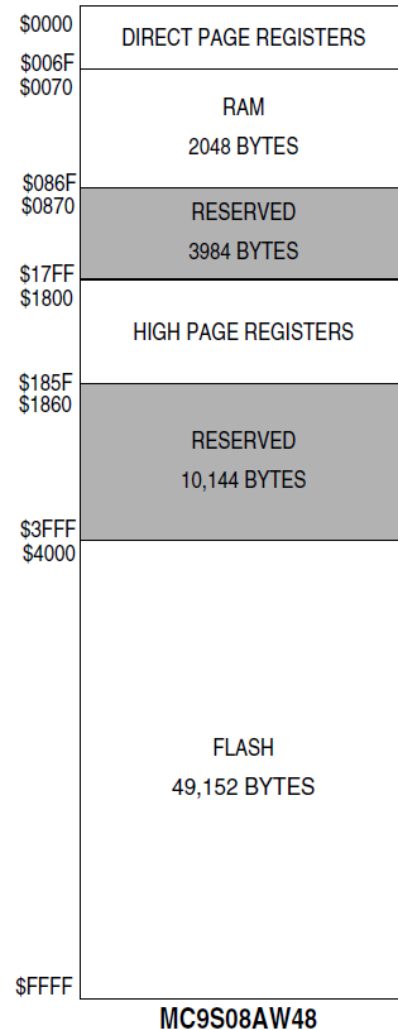 $0000
DIRECT PAGE REGISTERS
$006F
$0070
RAM
2048 BYTES
$086F
$0870
RESERVED
3984 BYTES
$17FF
$1800
HIGH PAGE REGISTERS
$185F
$1860
RESERVED
10,144 BYTES
$3FFF
$4000
FLASH
49,152 BYTES
$FFFF
MC9S08AW48